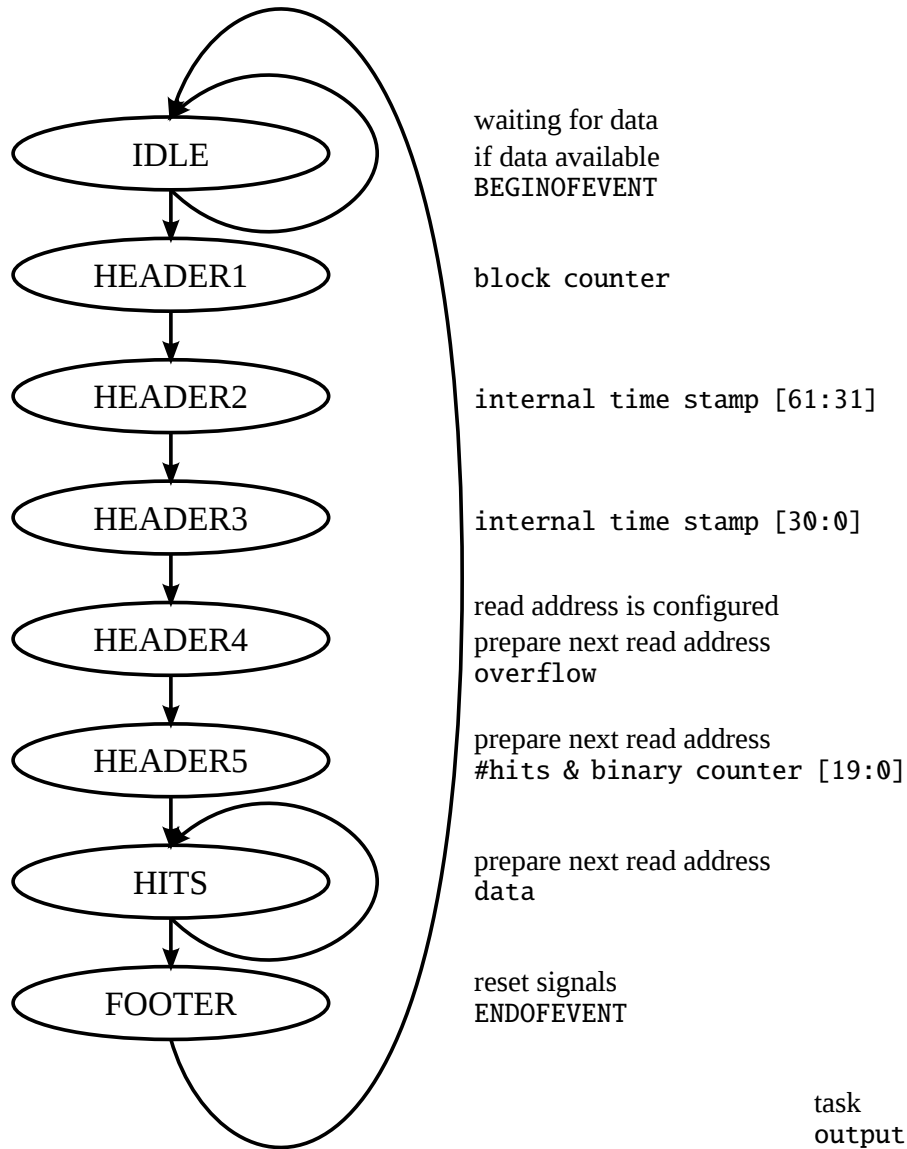 IDLE
waiting for data
if data available
BEGINOFEVENT
HEADER1
block counter
HEADER2
internal time stamp [61:31]
HEADER3
internal time stamp [30:0]
HEADER4
read address is configured
prepare next read address
overflow
HEADER5
prepare next read address
#hits & binary counter [19:0]
HITS
prepare next read address
data
FOOTER
reset signals
ENDOFEVENT
task
output